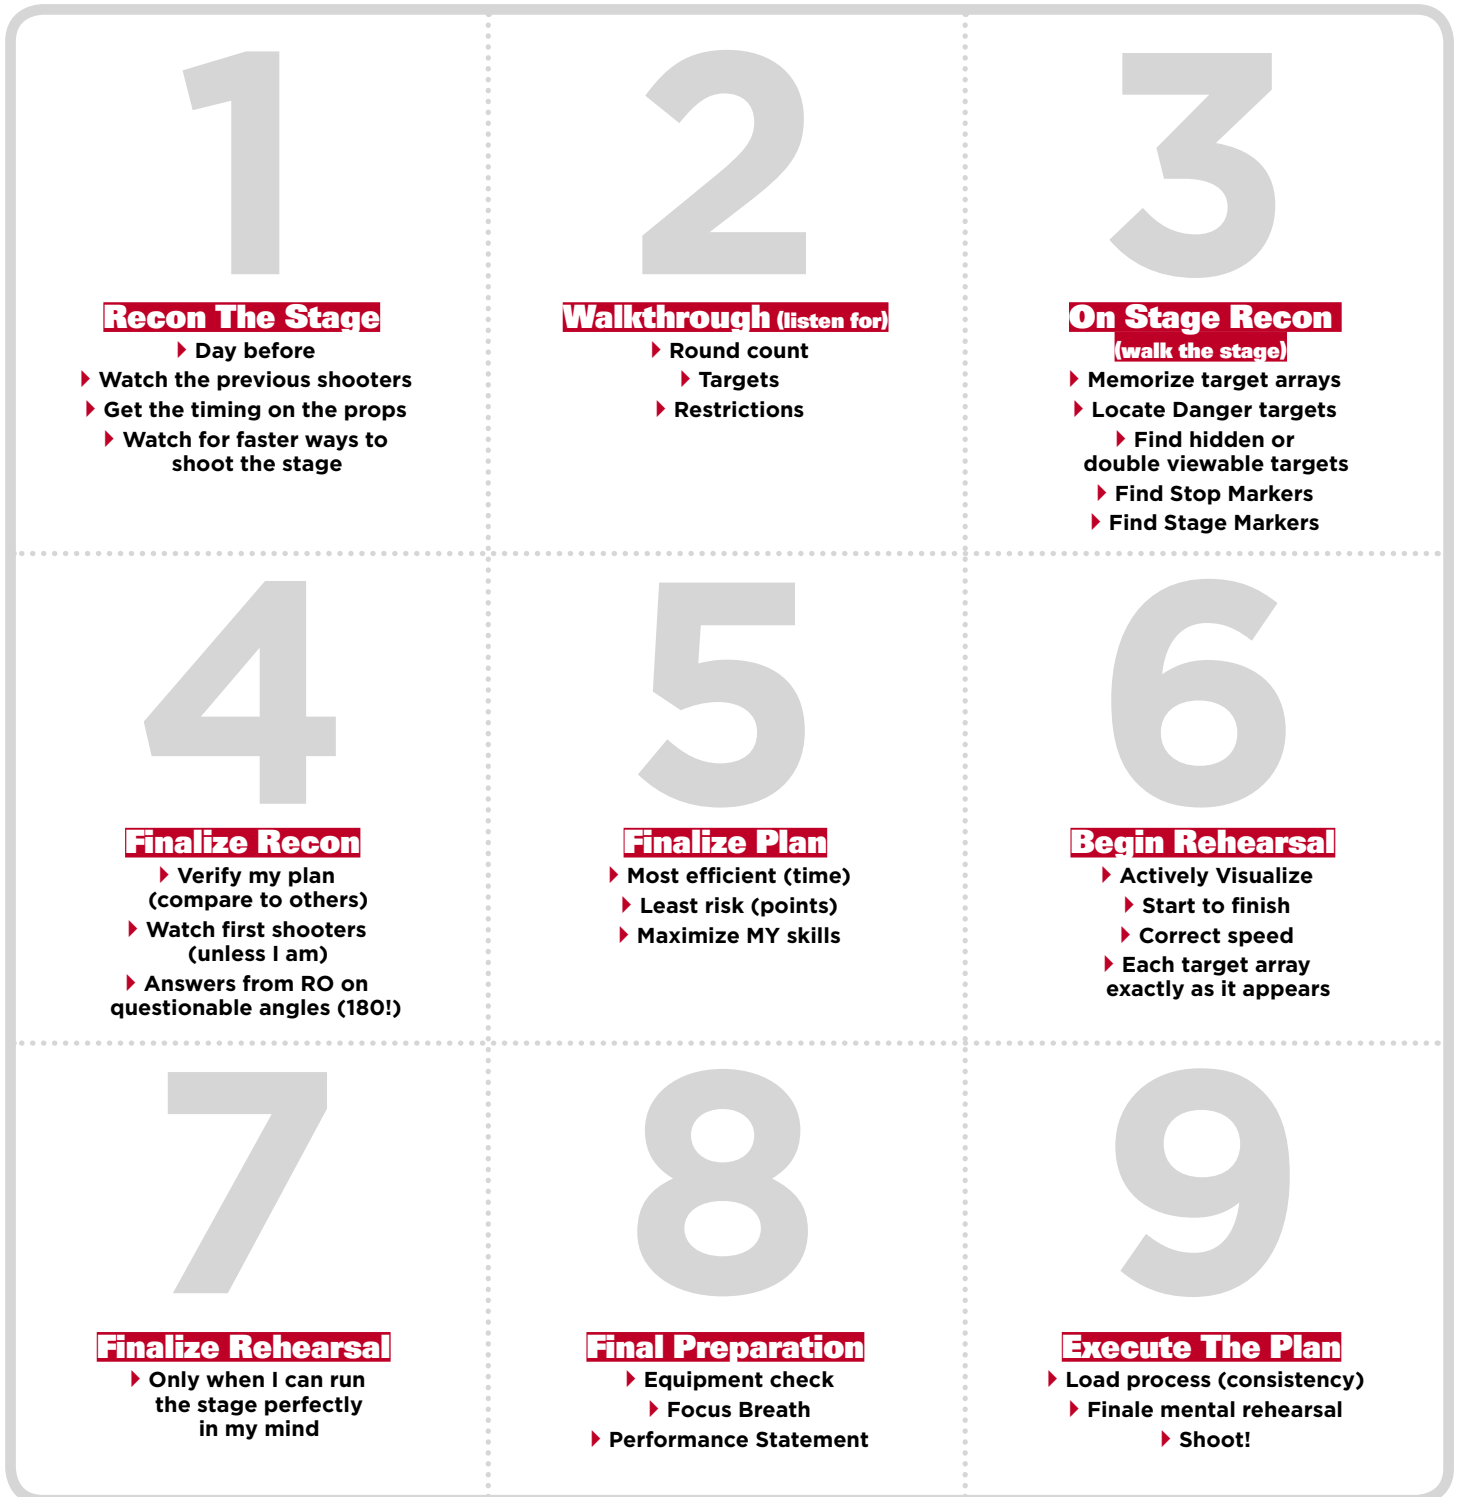 1
Recon The Stage
Day before
Watch the previous shooters
Get the timing on the props
Watch for faster ways to
shoot the stage
2
Walkthrough (listen for)
Round count
Targets
Restrictions
3
On Stage Recon
(walk the stage)
Memorize target arrays
Locate Danger targets
Find hidden or
double viewable targets
Find Stop Markers
Find Stage Markers
4
Finalize Recon
Verify my plan
(compare to others)
Watch first shooters
(unless I am)
Answers from RO on
questionable angles (180!)
5
Finalize Plan
Most efficient (time)
Least risk (points)
Maximize MY skills
6
Begin Rehearsal
Actively Visualize
Start to finish
Correct speed
Each target array
exactly as it appears
7
Finalize Rehearsal
Only when I can run
the stage perfectly
in my mind
8
Final Preparation
Equipment check
Focus Breath
Performance Statement
9
Execute The Plan
Load process (consistency)
Finale mental rehearsal
Shoot!